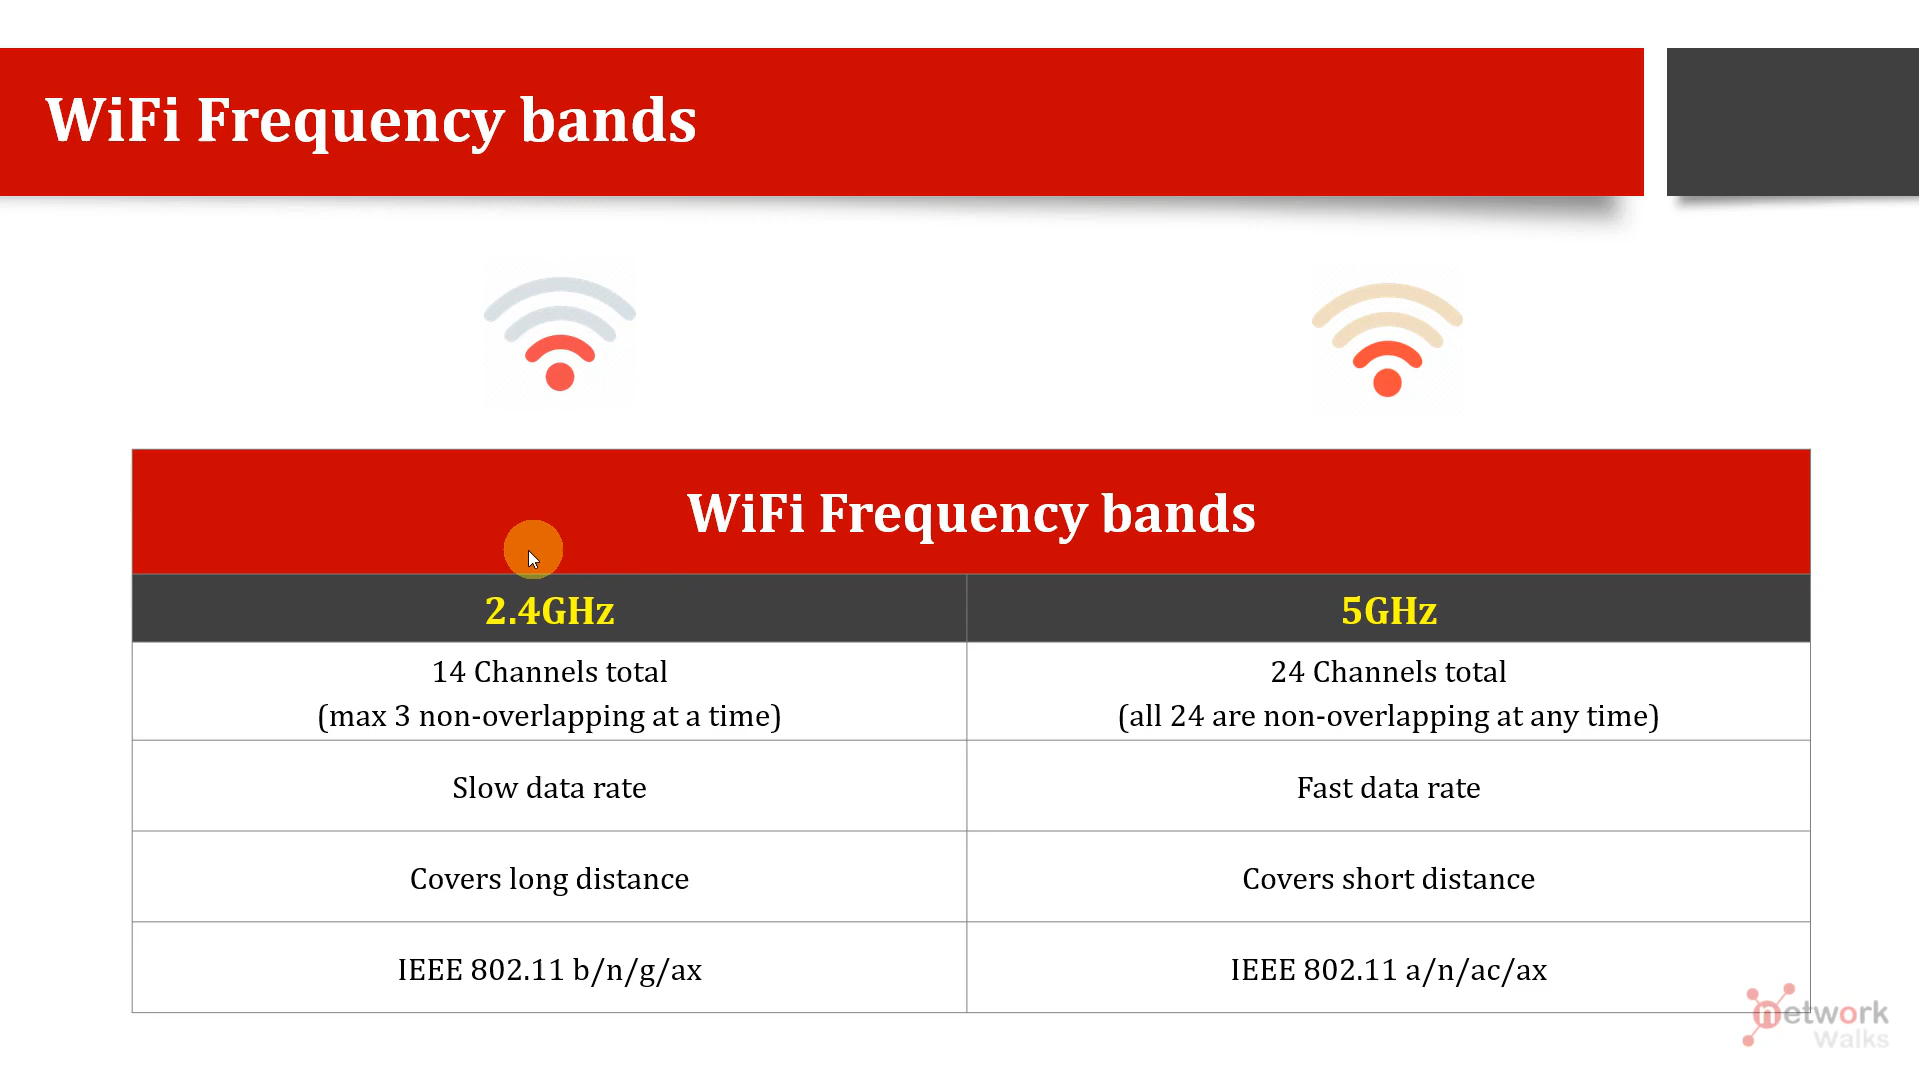 WiFi Frequency bands
WiFi Frequency bands
2.4GHz
5GHz
14 Channels total
(max 3 non-overlapping at a time)
24 Channels total
(all 24 are non-overlapping at any time)
Slow data rate
Fast data rate
Covers long distance
Covers short distance
IEEE 802.11 b/n/g/ax
IEEE 802.11 a/n/ac/ax
network
Walks